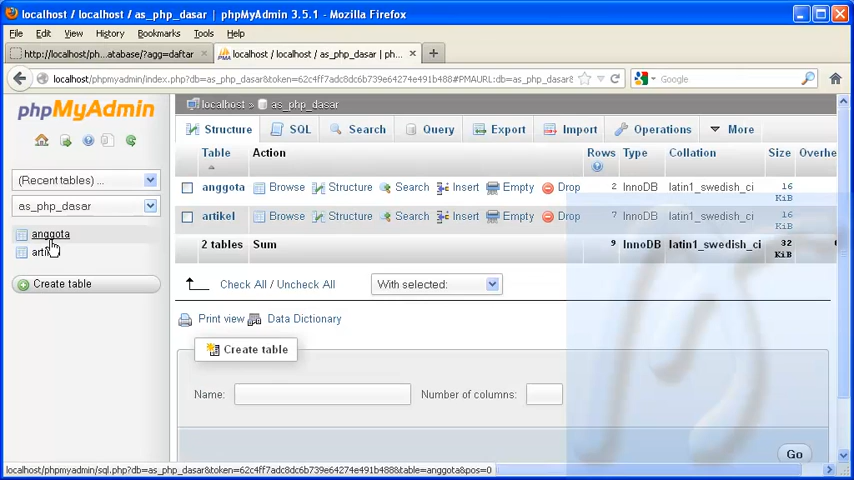 localhost / localhost / as_php_dasar | phpMyAdmin 3.5.1 - Mozilla Firefox
File Edit View History Bookmarks Tools Help
http://localhost/ph...atabase/?agg=daftar
localhost / localhost / as_php_dasar | ph...
localhost/phpmyadmin/index.php?db=as_php_dasar&token=62c4ff7adc8dc6b739e64376a91b488#PMAURL:db=as_php_dasar&
Google
phpMyAdmin
localhost » as_php_dasar
Structure SQL Search Query Export Import Operations More
(Recent tables) ...
as_php_dasar
anggota
Create table
Table Action Rows Type Collation Size Overhe
anggota Browse Structure Search Insert Empty Drop 2 InnoDB latin1_swedish_ci 16 KiB
artikel Browse Structure Search Insert Empty Drop 7 InnoDB latin1_swedish_ci 16 KiB
2 tables Sum 9 InnoDB latin1_swedish_ci 32 KiB
Check All / Uncheck All With selected:
Print view Data Dictionary
Create table
Name: Number of columns:
Go
localhost/phpmyadmin/sql.php?db=as_php_dasar&token=62c4ff7adc8dc6b739e64376a91b488&table=anggota&pos=0